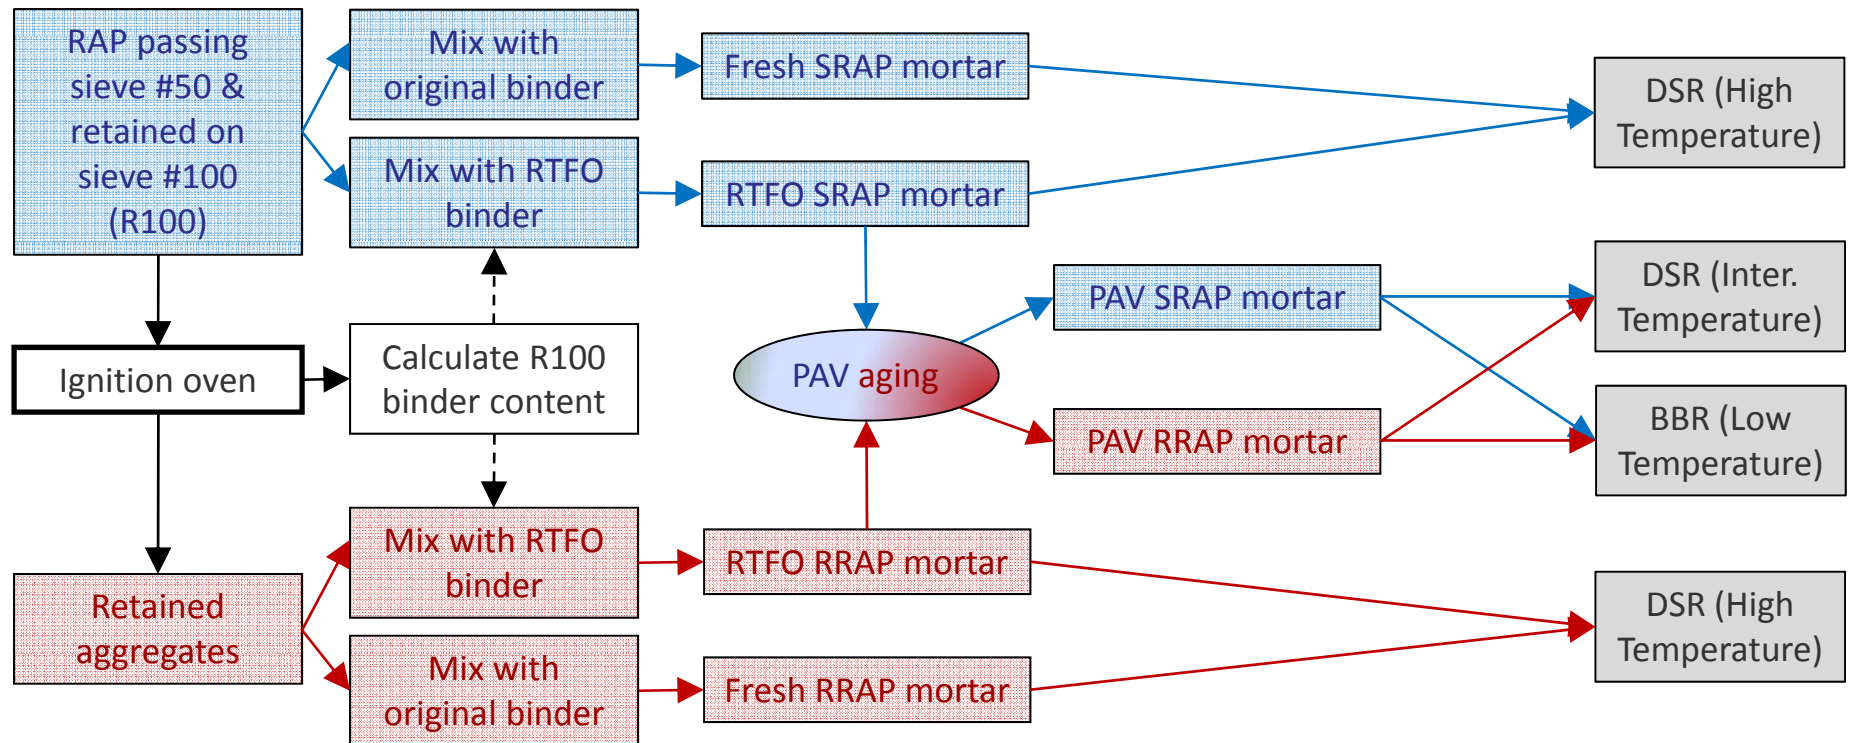 RAP passing
sieve #50 &
retained on
sieve #100
(R100)
Mix with
original binder
Fresh SRAP mortar
DSR (High
Temperature)
Mix with RTFO
binder
RTFO SRAP mortar
PAV SRAP mortar
DSR (Inter.
Temperature)
Ignition oven
Calculate R100
binder content
PAV aging
PAV RRAP mortar
BBR (Low
Temperature)
Mix with RTFO
binder
RTFO RRAP mortar
Retained
aggregates
DSR (High
Temperature)
Mix with
original binder
Fresh RRAP mortar